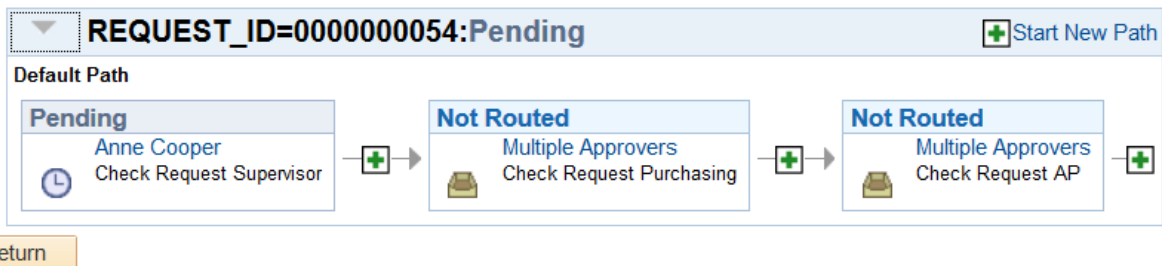 REQUEST_ID=0000000054:Pending
Start New Path
Default Path
Pending
Anne Cooper
Check Request Supervisor
Not Routed
Multiple Approvers
Check Request Purchasing
Not Routed
Multiple Approvers
Check Request AP
eturn